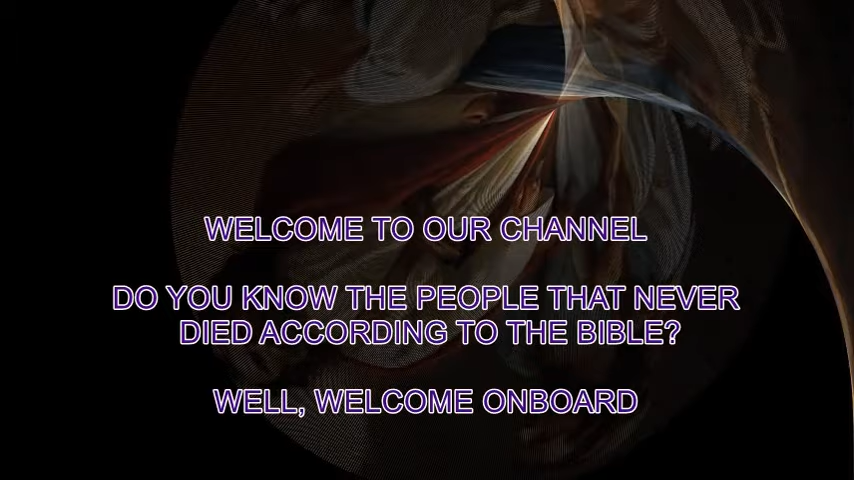 WELCOME TO OUR CHANNEL
DO YOU KNOW THE PEOPLE THAT NEVER
DIED ACCORDING TO THE BIBLE?
WELL, WELCOME ONBOARD